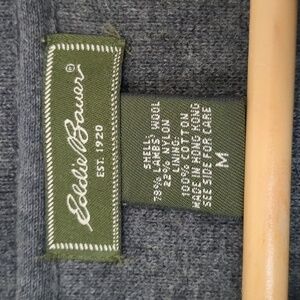 Eddie Bauer®
EST. 1920
SHELL:
78% LAMBS' WOOL
22% NYLON
LINING:
100% COTTON
MADE IN HONG KONG
SEE SIDE FOR CARE
M